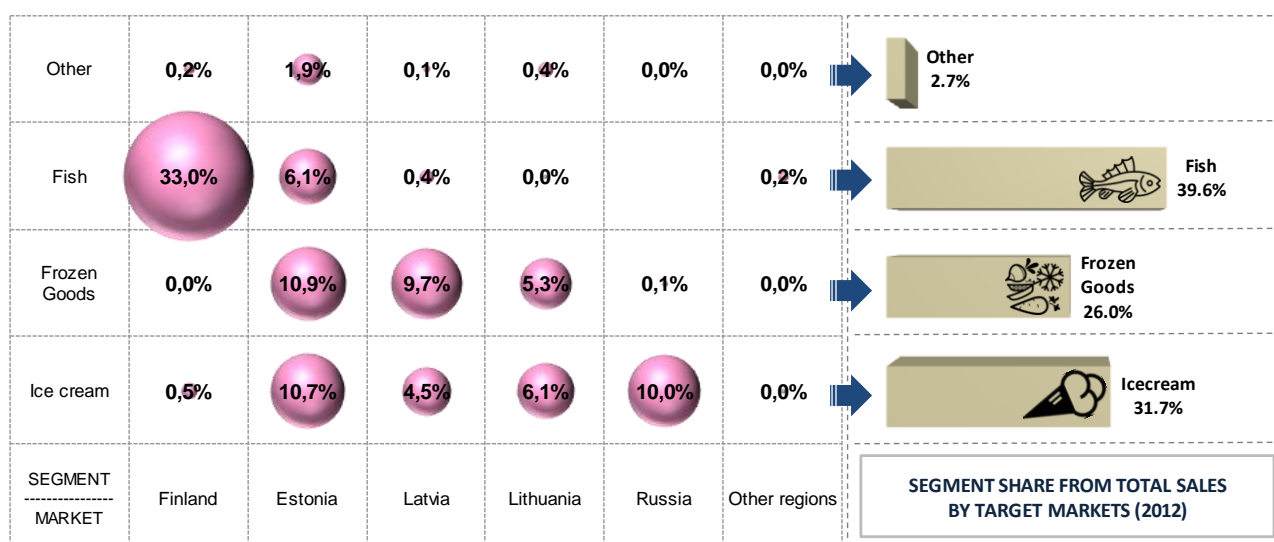 Other 0,2% 1,9% 0,1% 0,4% 0,0% 0,0%
Other
2.7%
Fish 33,0% 6,1% 0,4% 0,0% 0,2%
Fish
39.6%
Frozen
Goods
0,0% 10,9% 9,7% 5,3% 0,1% 0,0%
Frozen
Goods
26.0%
Ice cream 0,5% 10,7% 4,5% 6,1% 10,0% 0,0%
Icecream
31.7%
SEGMENT
----------------
MARKET
Finland Estonia Latvia Lithuania Russia Other regions
SEGMENT SHARE FROM TOTAL SALES
BY TARGET MARKETS (2012)